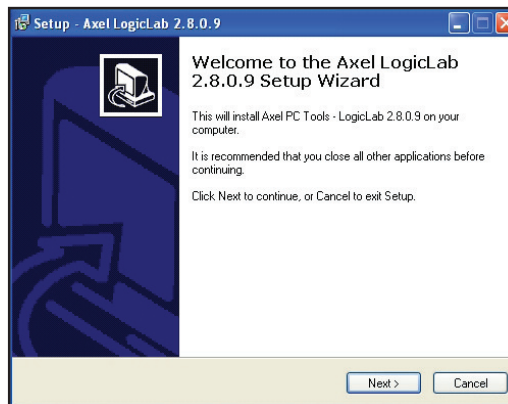 Setup - Axel LogicLab 2.8.0.9
Welcome to the Axel LogicLab
2.8.0.9 Setup Wizard
This will install Axel PC Tools - LogicLab 2.8.0.9 on your
computer.
It is recommended that you close all other applications before
continuing.
Click Next to continue, or Cancel to exit Setup.
Next >
Cancel